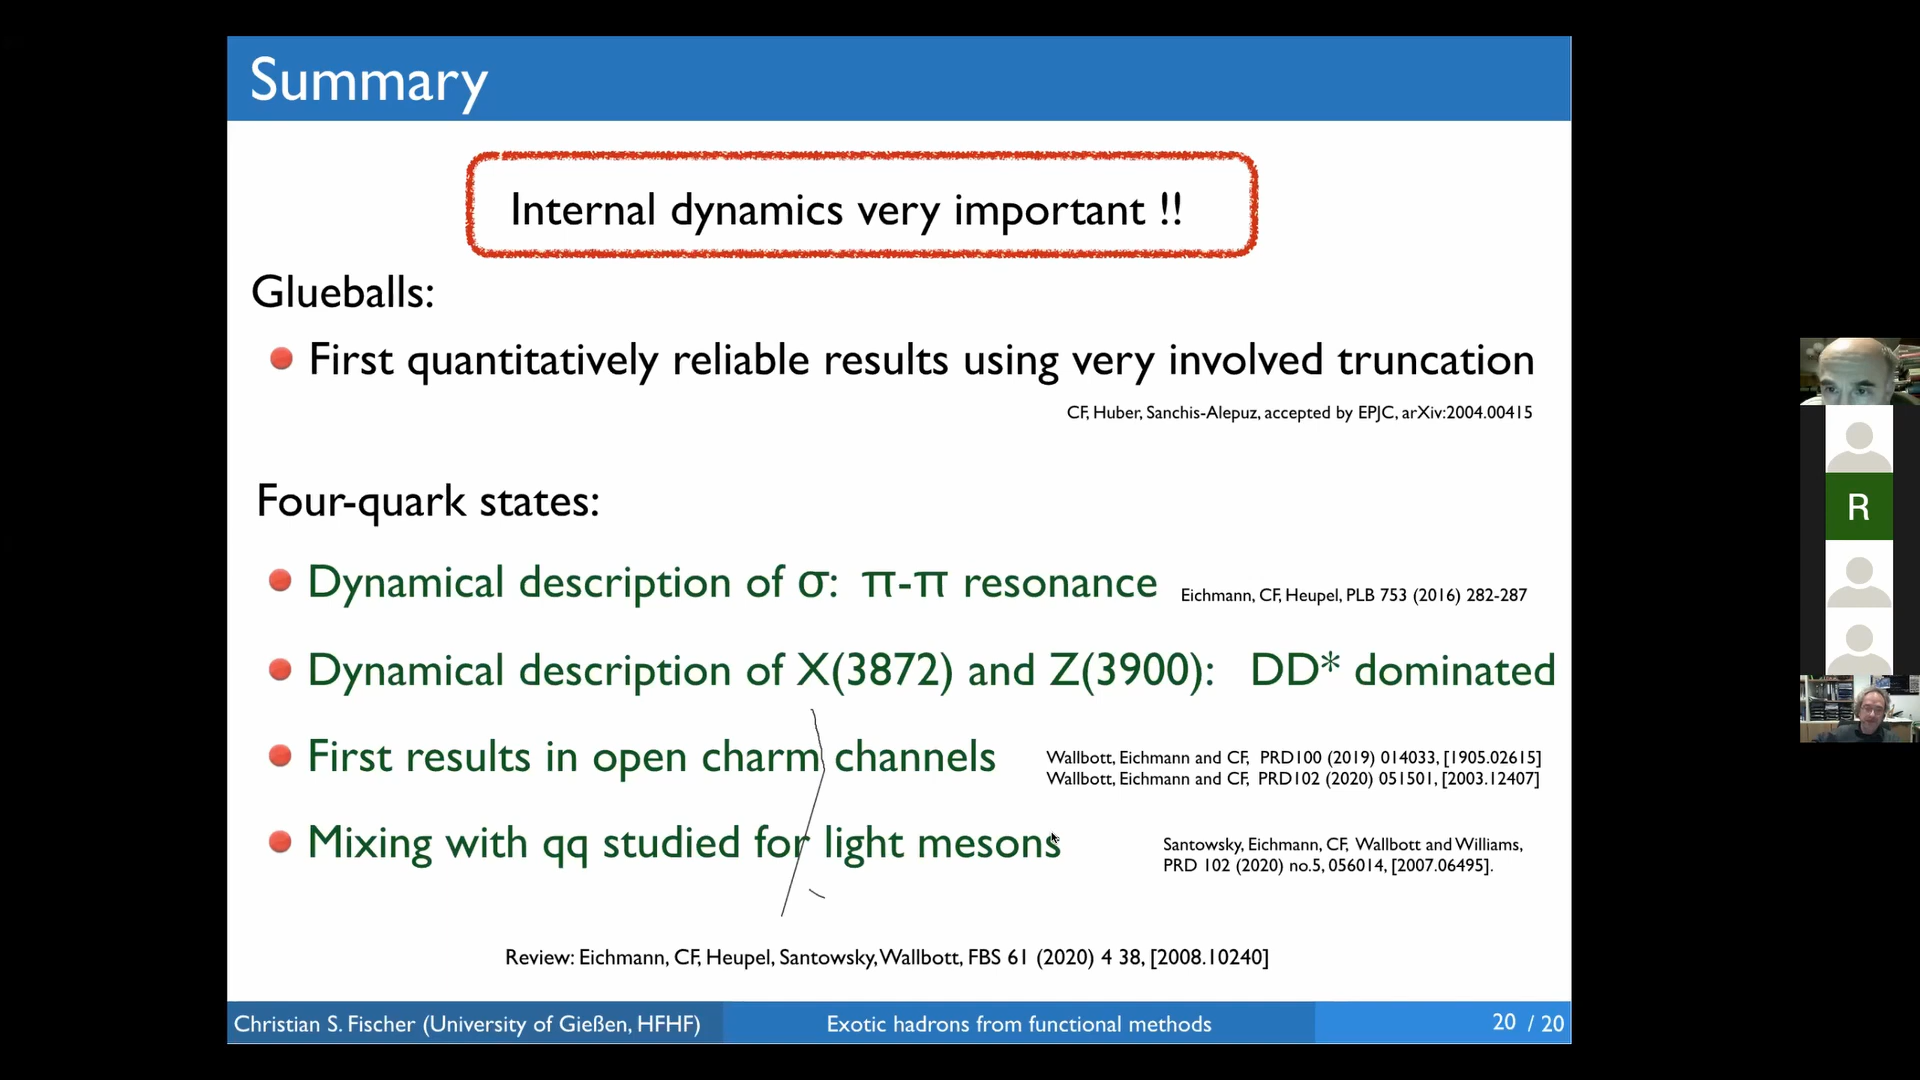 Summary
Internal dynamics very important !!
Glueballs:
First quantitatively reliable results using very involved truncation
CF, Huber, Sanchis-Alepuz, accepted by EPJC, arXiv:2004.00415
Four-quark states:
Dynamical description of σ: π-π resonance
Eichmann, CF, Heupel, PLB 753 (2016) 282-287
Dynamical description of X(3872) and Z(3900): DD* dominated
First results in open charm channels
Wallbott, Eichmann and CF, PRD100 (2019) 014033, [1905.02615]
Wallbott, Eichmann and CF, PRD102 (2020) 051501, [2003.12407]
Mixing with qq studied for light mesons
Santowsky, Eichmann, CF, Wallbott and Williams,
PRD 102 (2020) no.5, 056014, [2007.06495].
Review: Eichmann, CF, Heupel, Santowsky, Wallbott, FBS 61 (2020) 4 38, [2008.10240]
Christian S. Fischer (University of Gießen, HFHF)
Exotic hadrons from functional methods
20 / 20
R